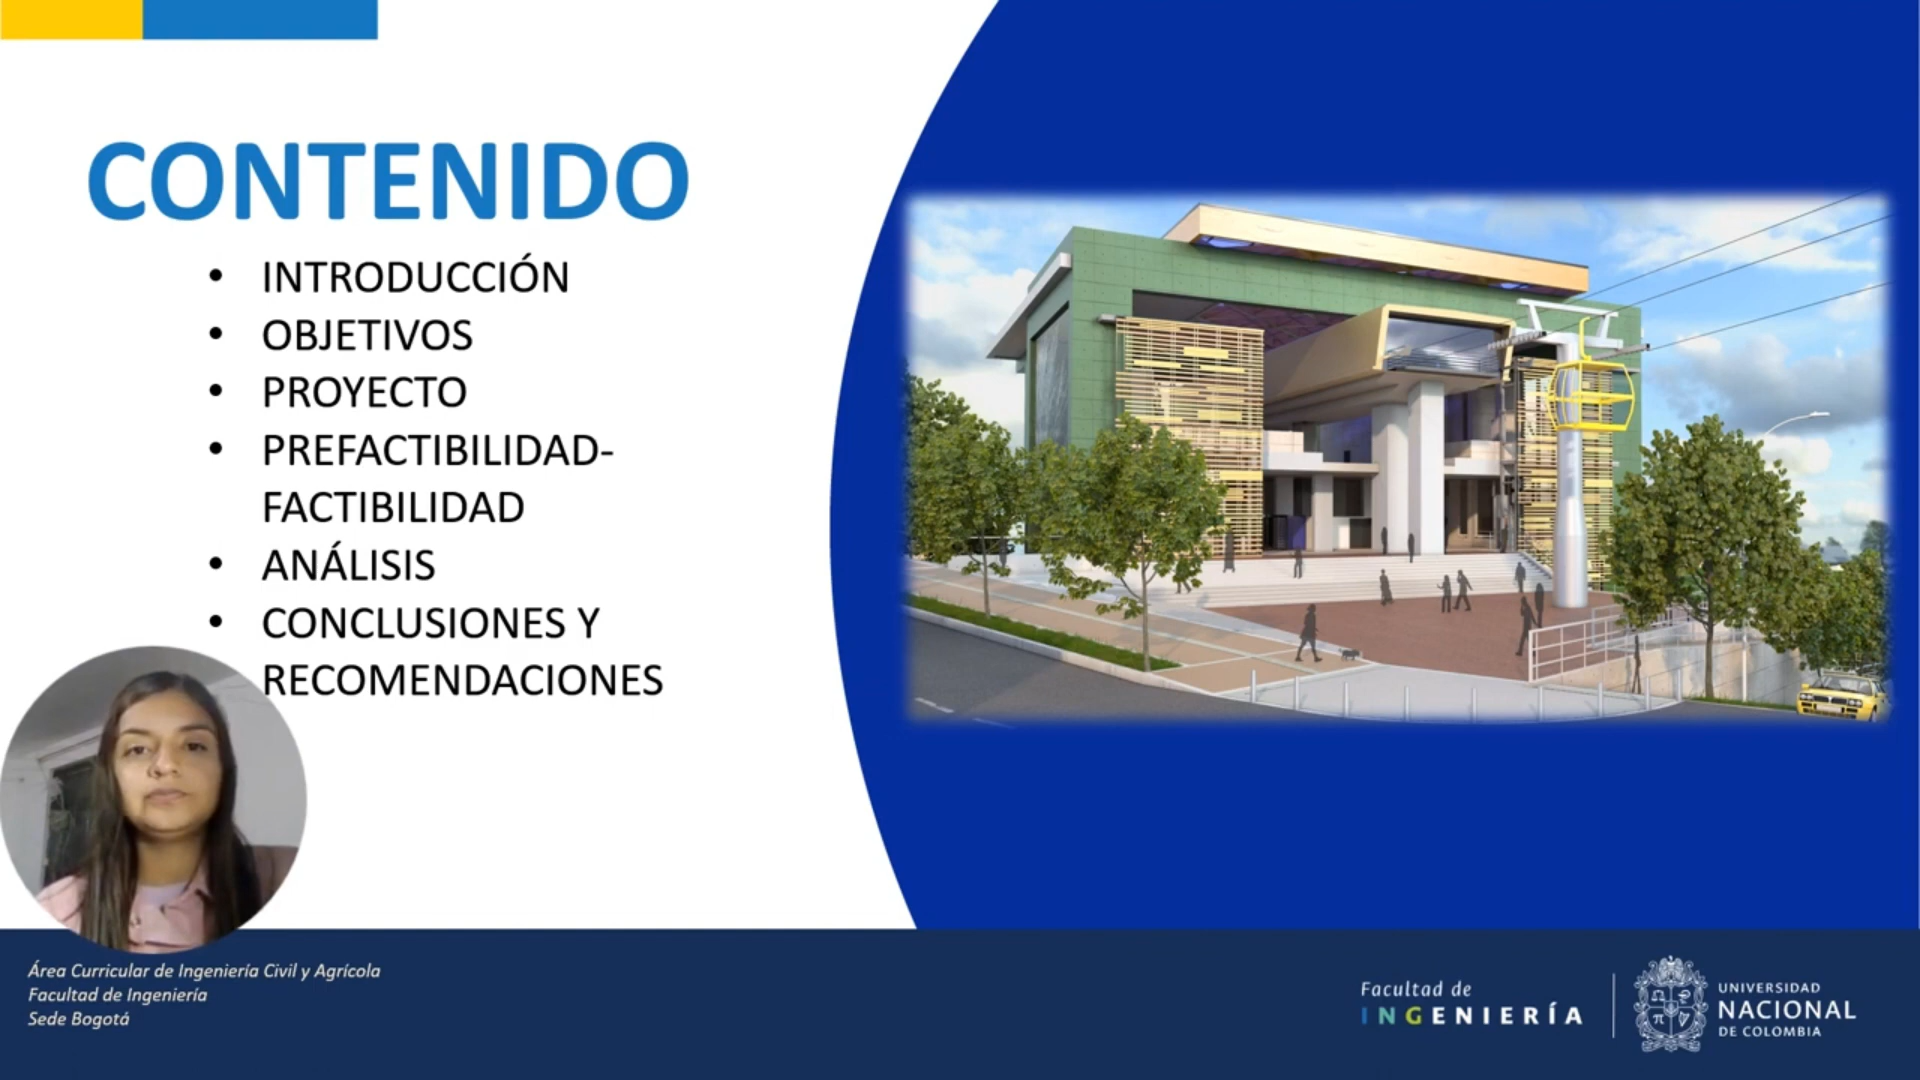 CONTENIDO
• INTRODUCCIÓN
• OBJETIVOS
• PROYECTO
• PREFACTIBILIDAD-
FACTIBILIDAD
• ANÁLISIS
• CONCLUSIONES Y
RECOMENDACIONES
Área Curricular de Ingeniería Civil y Agrícola
Facultad de Ingeniería
Sede Bogotá
Facultad de
INGENIERÍA
UNIVERSIDAD
NACIONAL
DE COLOMBIA